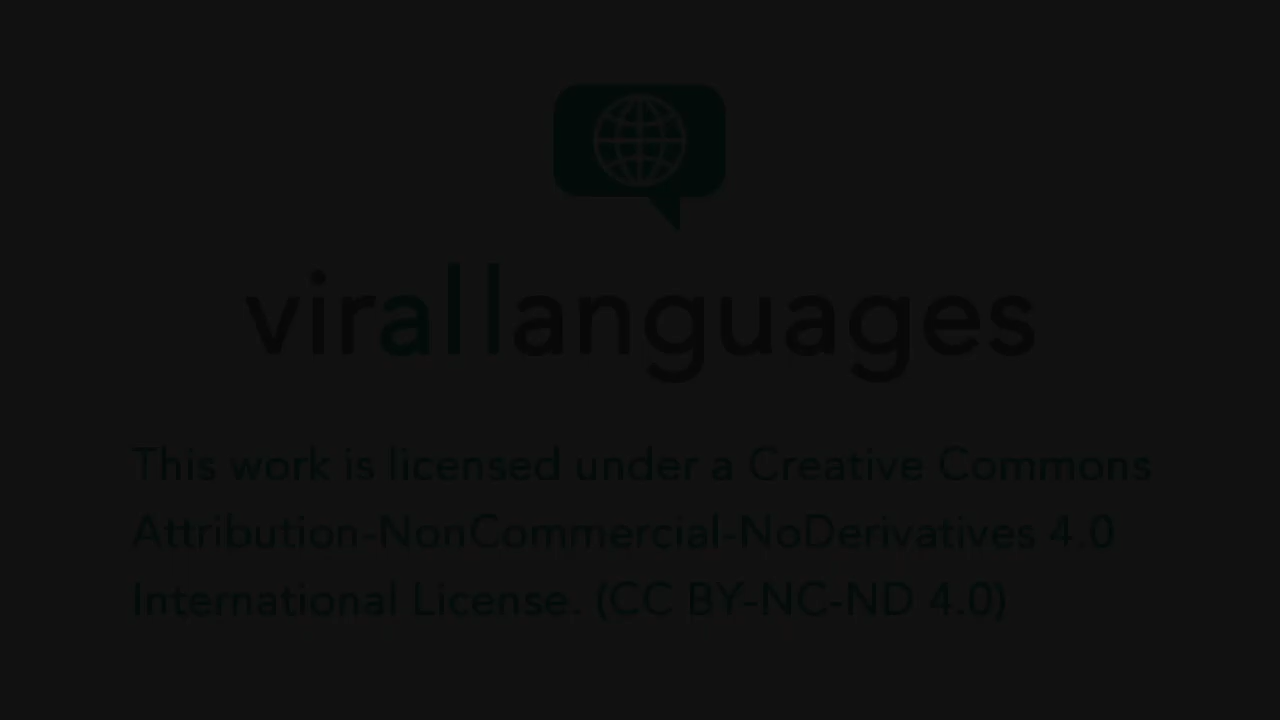 virallanguages
This work is licensed under a Creative Commons
Attribution-NonCommercial-NoDerivatives 4.0
International License. (CC BY-NC-ND 4.0)